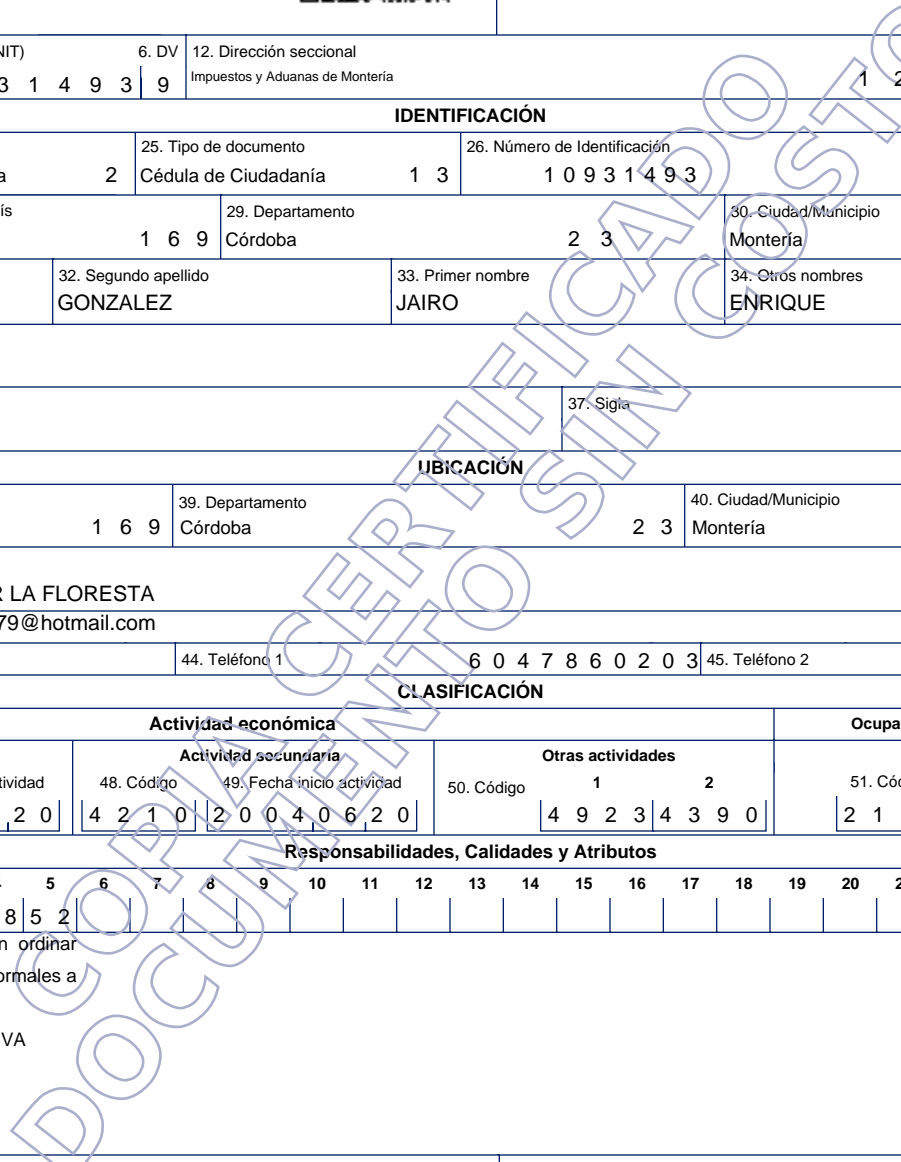 NIT) 6. DV 12. Dirección seccional
3 1 4 9 3 9 Impuestos y Aduanas de Montería 1 2
IDENTIFICACIÓN
25. Tipo de documento 26. Número de Identificación
a 2 Cédula de Ciudadanía 1 3 1 0 9 3 1 4 9 3
ís 29. Departamento 30. Ciudad/Municipio
1 6 9 Córdoba 2 3 Montería
32. Segundo apellido 33. Primer nombre 34. Otros nombres
GONZALEZ JAIRO ENRIQUE
37. Sigla
UBICACIÓN
39. Departamento 40. Ciudad/Municipio
1 6 9 Córdoba 2 3 Montería
R LA FLORESTA
79@hotmail.com
44. Teléfono 1 6 0 4 7 8 6 0 2 0 3 45. Teléfono 2
CLASIFICACIÓN
Actividad económica Ocupa
Actividad secundaria Otras actividades
tividad 48. Código 49. Fecha inicio actividad 50. Código 1 2 51. Cód
2 0 4 2 1 0 2 0 0 4 0 6 2 0 4 9 2 3 4 3 9 0 2 1
Responsabilidades, Calidades y Atributos
5 6 7 8 9 10 11 12 13 14 15 16 17 18 19 20 2
8 5 2
n ordinar
ormales a
VA
COPIA CERTIFICADO
DOCUMENTO SIN COSTO